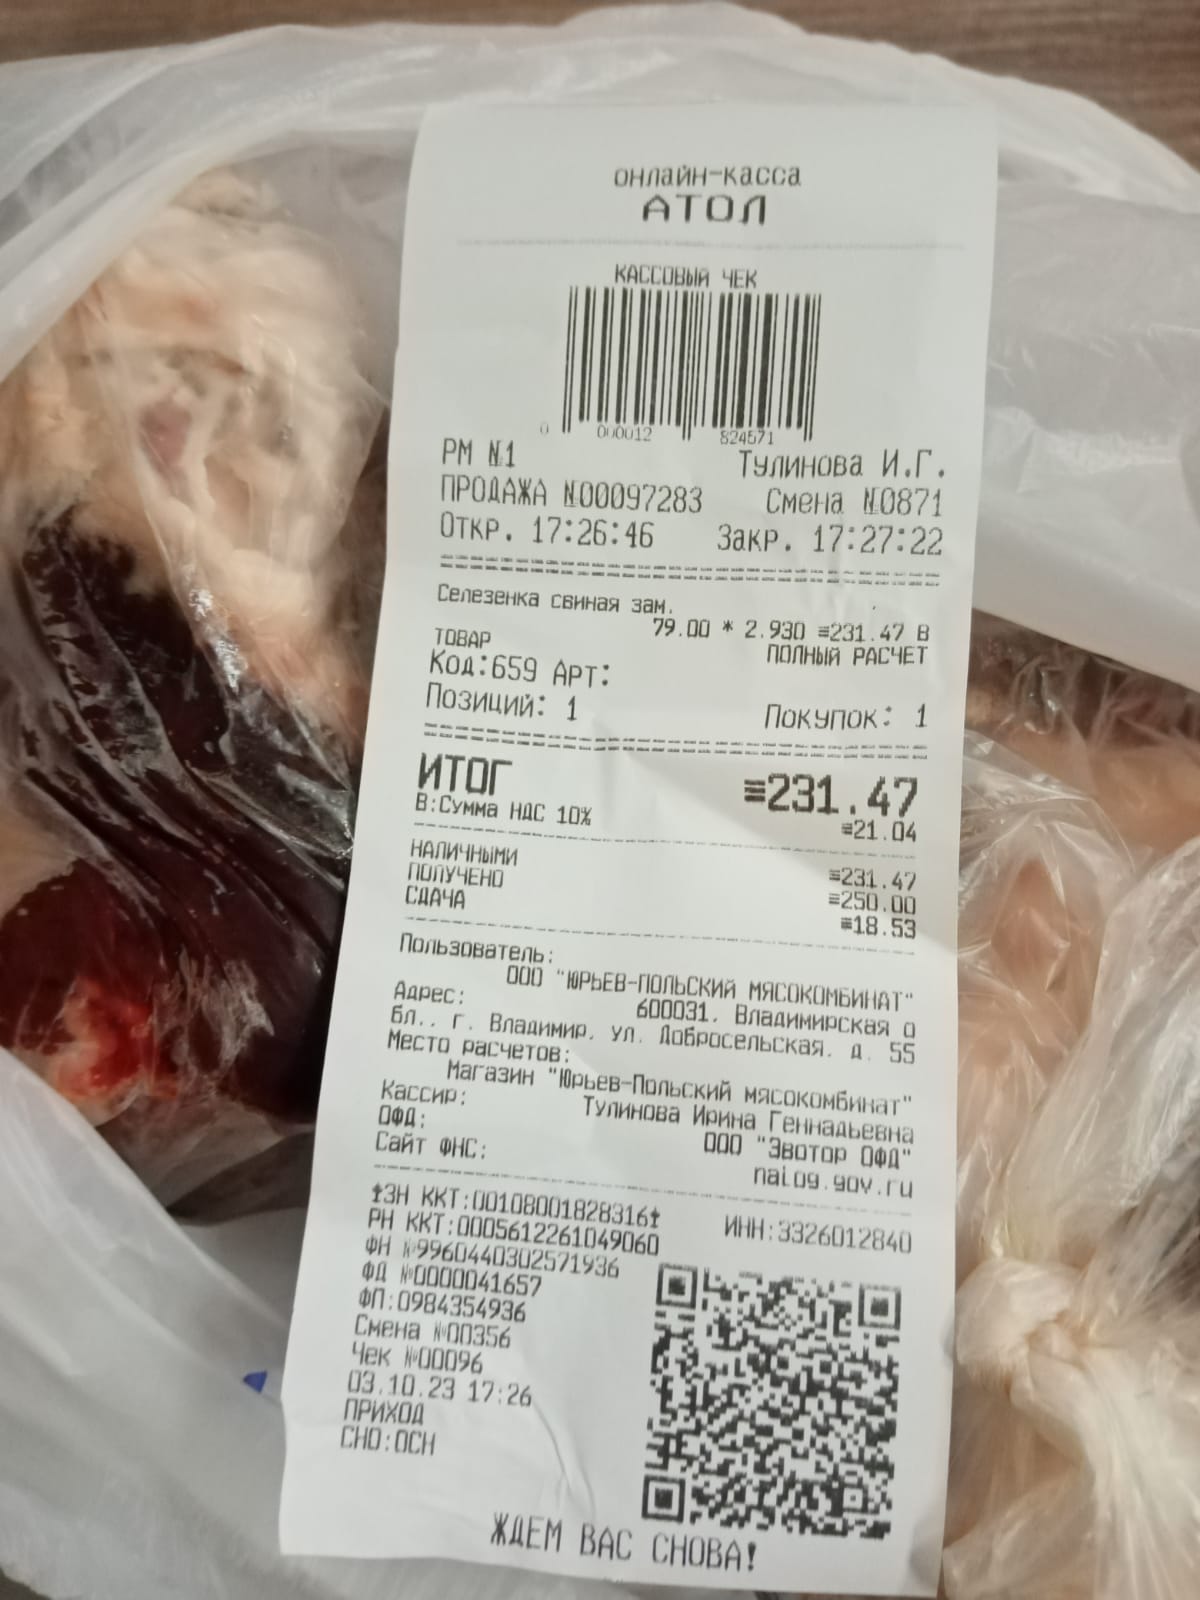 онлайн-касса
АТОЛ
КАССОВЫЙ ЧЕК
0 000012 824571
РМ №1 Тулинова И.Г.
ПРОДАЖА №00097283 Смена №0871
Откр. 17:26:46 Закр. 17:27:22
Селезенка свиная зам.
79.00 * 2.930 ≡231.47 В
ТОВАР ПОЛНЫЙ РАСЧЕТ
Код:659 Арт:
Позиций: 1 Покупок: 1
ИТОГ ≡231.47
В:Сумма НДС 10% ≡21.04
НАЛИЧНЫМИ ≡231.47
ПОЛУЧЕНО ≡250.00
СДАЧА ≡18.53
Пользователь:
ООО "ЮРЬЕВ-ПОЛЬСКИЙ МЯСОКОМБИНАТ"
Адрес: 600031, Владимирская о
бл., г. Владимир, ул. Добросельская, д. 55
Место расчетов:
Магазин "Юрьев-Польский мясокомбинат"
Кассир: Тулинова Ирина Геннадьевна
ОФД: ООО "Эвотор ОФД"
Сайт ФНС: nalog.gov.ru
ЗН ККТ:00108001828316 ИНН:3326012840
РН ККТ:0005612261049060
ФН №9960440302571936
ФД №0000041657
ФП:0984354936
Смена №00356
Чек №00096
03.10.23 17:26
ПРИХОД
СНО:ОСН
ЖДЕМ ВАС СНОВА!